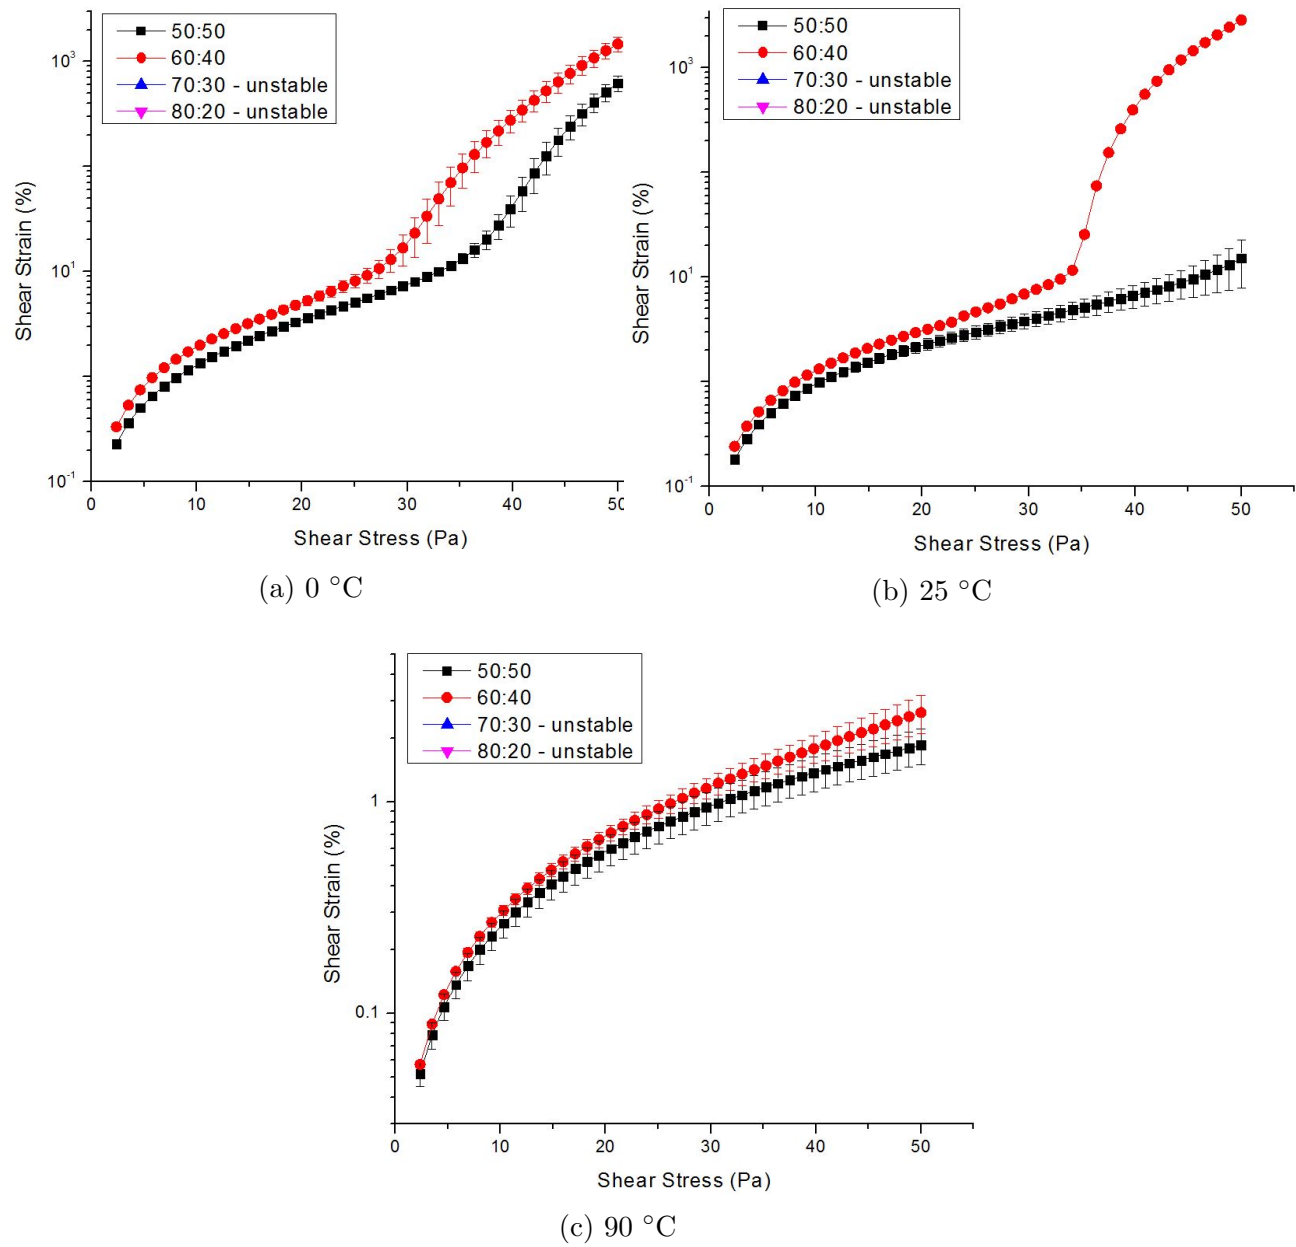 50:50
60:40
70:30 - unstable
80:20 - unstable
10³
10¹
10⁻¹
Shear Strain (%)
0 10 20 30 40 50
Shear Stress (Pa)
(a) 0 °C
50:50
60:40
70:30 - unstable
80:20 - unstable
10³
10¹
10⁻¹
Shear Strain (%)
0 10 20 30 40 50
Shear Stress (Pa)
(b) 25 °C
50:50
60:40
70:30 - unstable
80:20 - unstable
1
0.1
Shear Strain (%)
0 10 20 30 40 50
Shear Stress (Pa)
(c) 90 °C